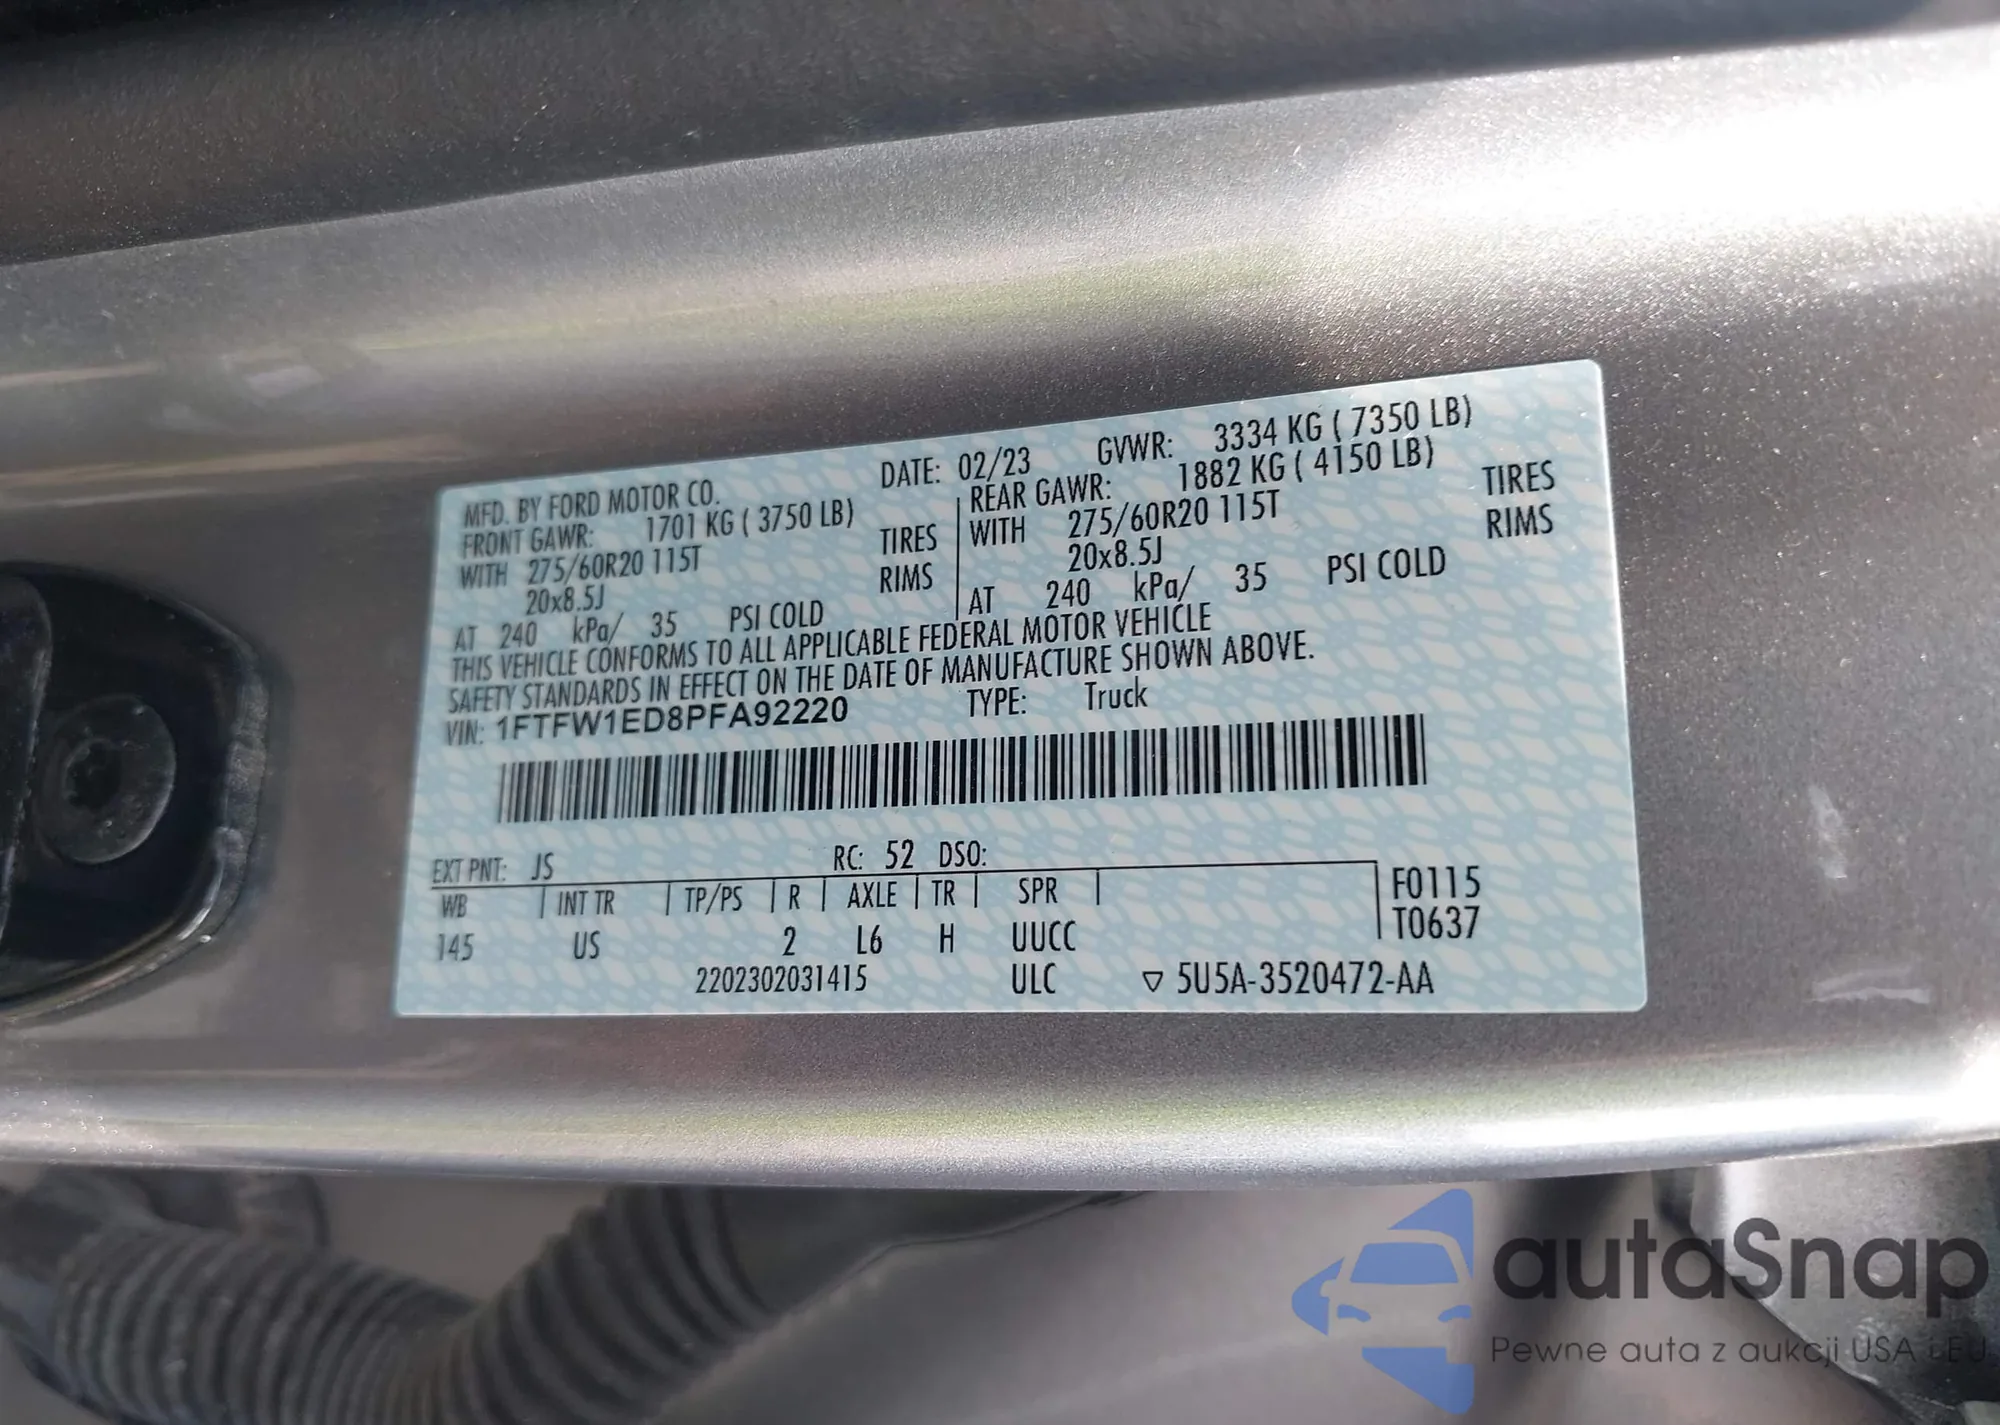 MFD. BY FORD MOTOR CO. DATE: 02/23 GVWR: 3334 KG ( 7350 LB)
FRONT GAWR: 1701 KG ( 3750 LB) REAR GAWR: 1882 KG ( 4150 LB)
WITH 275/60R20 115T TIRES WITH 275/60R20 115T TIRES
20x8.5J RIMS 20x8.5J RIMS
AT 240 kPa/ 35 PSI COLD AT 240 kPa/ 35 PSI COLD
THIS VEHICLE CONFORMS TO ALL APPLICABLE FEDERAL MOTOR VEHICLE
SAFETY STANDARDS IN EFFECT ON THE DATE OF MANUFACTURE SHOWN ABOVE.
VIN: 1FTFW1ED8PFA92220 TYPE: Truck
EXT PNT: JS RC: 52 DSO:
WB INT TR TP/PS R AXLE TR SPR F0115
145 US 2 L6 H UUCC T0637
2202302031415 ULC ▽ 5U5A-3520472-AA
autoSnap
Pewne auta z aukcji USA i EU